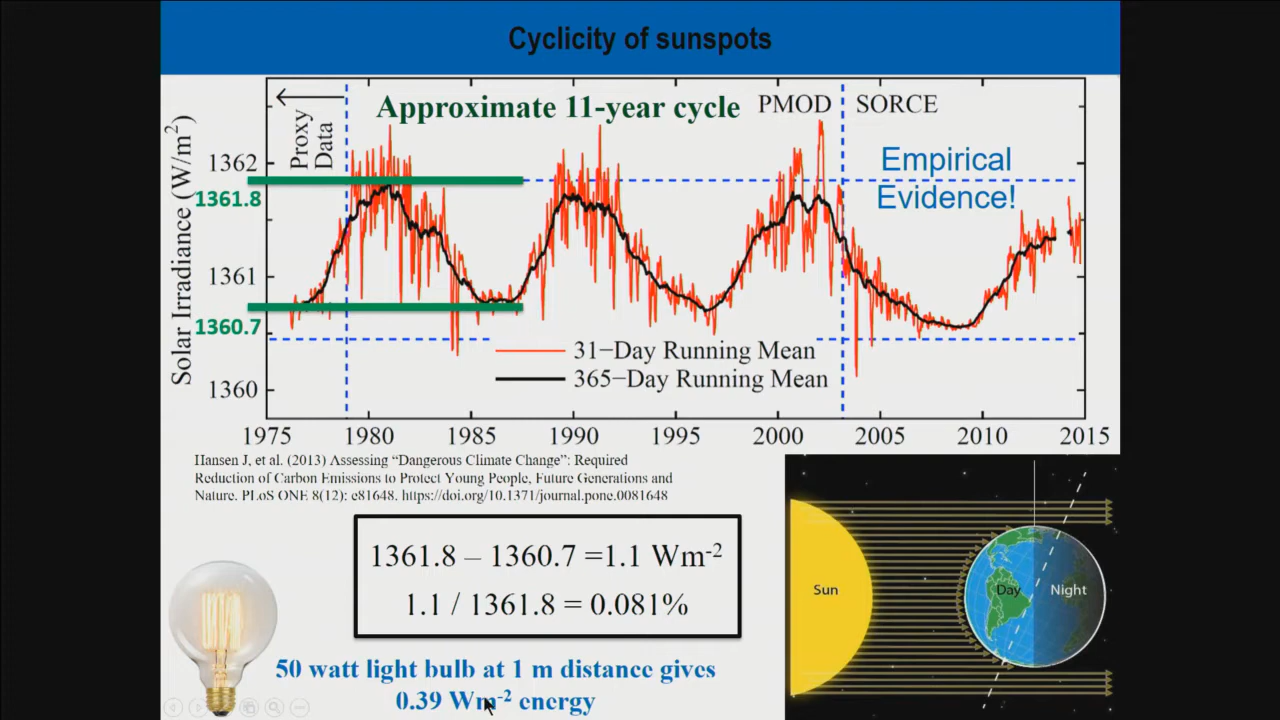 Cyclicity of sunspots
Solar Irradiance (W/m²)
Proxy
Data
Approximate 11-year cycle
PMOD
SORCE
Empirical
Evidence!
1362
1361.8
1361
1360.7
1360
31−Day Running Mean
365−Day Running Mean
1975 1980 1985 1990 1995 2000 2005 2010 2015
Hansen J, et al. (2013) Assessing “Dangerous Climate Change”: Required
Reduction of Carbon Emissions to Protect Young People, Future Generations and
Nature. PLoS ONE 8(12): e81648. https://doi.org/10.1371/journal.pone.0081648
1361.8 – 1360.7 =1.1 Wm⁻²
1.1 / 1361.8 = 0.081%
50 watt light bulb at 1 m distance gives
0.39 Wm⁻² energy
Sun
Day
Night